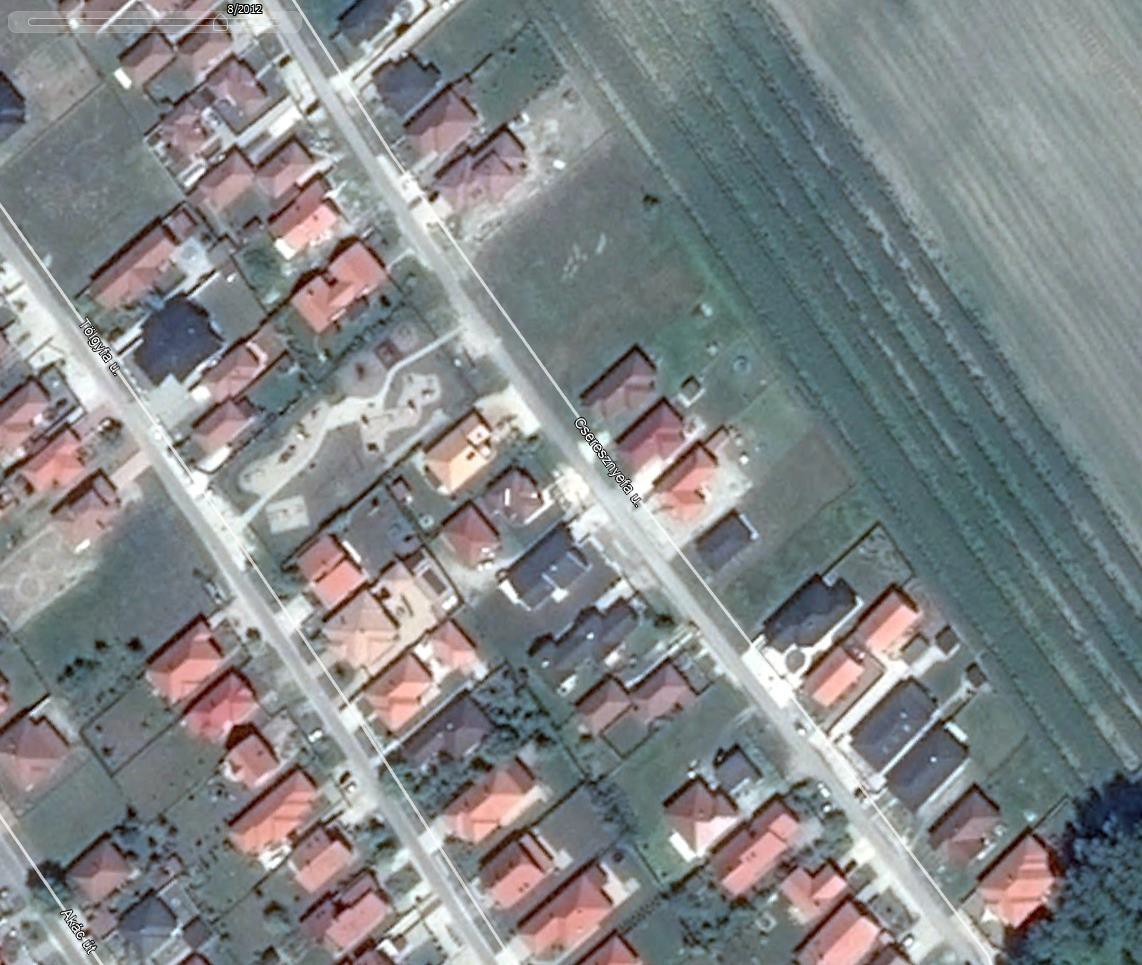 8/2012
Tölgyfa u.
Cseresznyefa u.
Akác út